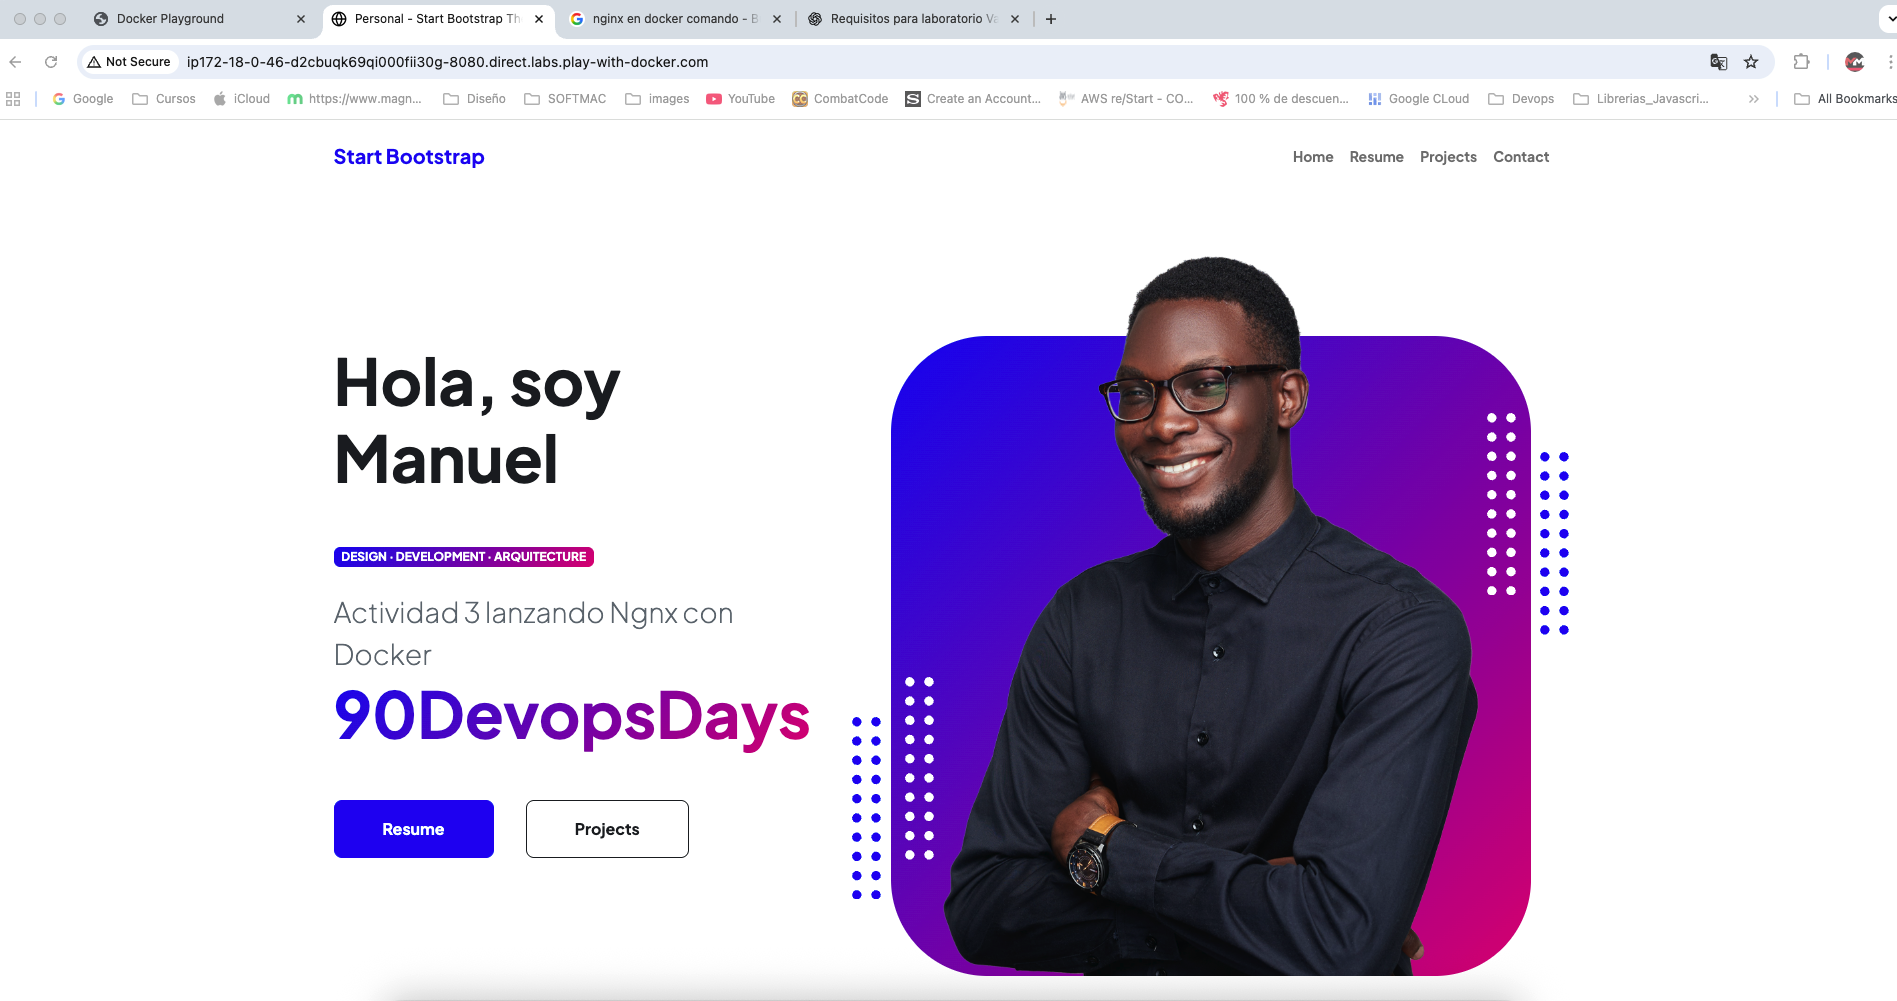 Docker Playground
Personal - Start Bootstrap Th
nginx en docker comando - B
Requisitos para laboratorio Va
Not Secure
ip172-18-0-46-d2cbuqk69qi000fii30g-8080.direct.labs.play-with-docker.com
Google
Cursos
iCloud
https://www.magn...
Diseño
SOFTMAC
images
YouTube
CombatCode
Create an Account...
AWS re/Start - CO...
100 % de descuen...
Google CLoud
Devops
Librerias_Javascri...
All Bookmarks
Start Bootstrap
Home
Resume
Projects
Contact
Hola, soy
Manuel
DESIGN · DEVELOPMENT · ARQUITECTURE
Actividad 3 lanzando Ngnx con
Docker
90DevopsDays
Resume
Projects